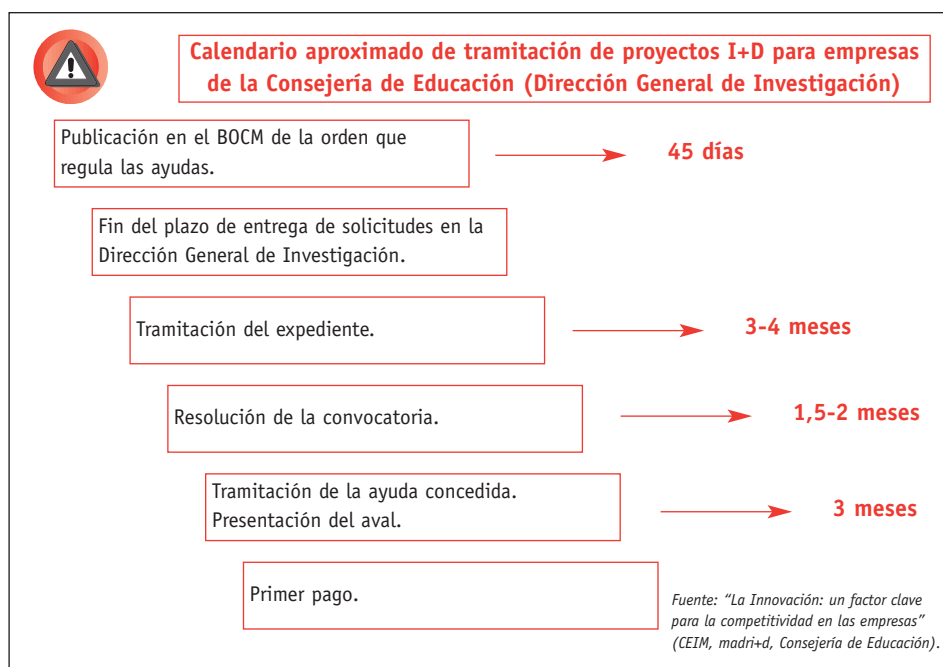 Calendario aproximado de tramitación de proyectos I+D para empresas
de la Consejería de Educación (Dirección General de Investigación)
Publicación en el BOCM de la orden que
regula las ayudas.
45 días
Fin del plazo de entrega de solicitudes en la
Dirección General de Investigación.
Tramitación del expediente.
3-4 meses
Resolución de la convocatoria.
1,5-2 meses
Tramitación de la ayuda concedida.
Presentación del aval.
3 meses
Primer pago.
Fuente: “La Innovación: un factor clave
para la competitividad en las empresas”
(CEIM, madri+d, Consejería de Educación).